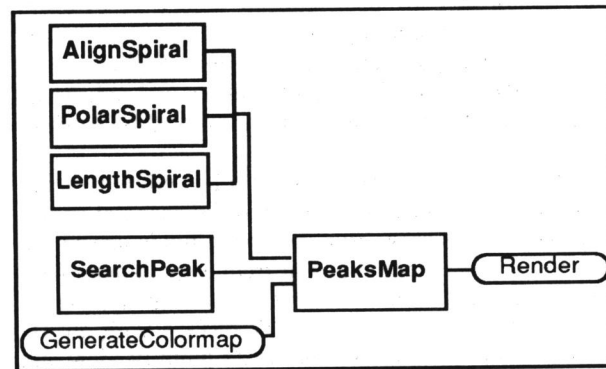 AlignSpiral
PolarSpiral
LengthSpiral
SearchPeak
PeaksMap
Render
GenerateColormap